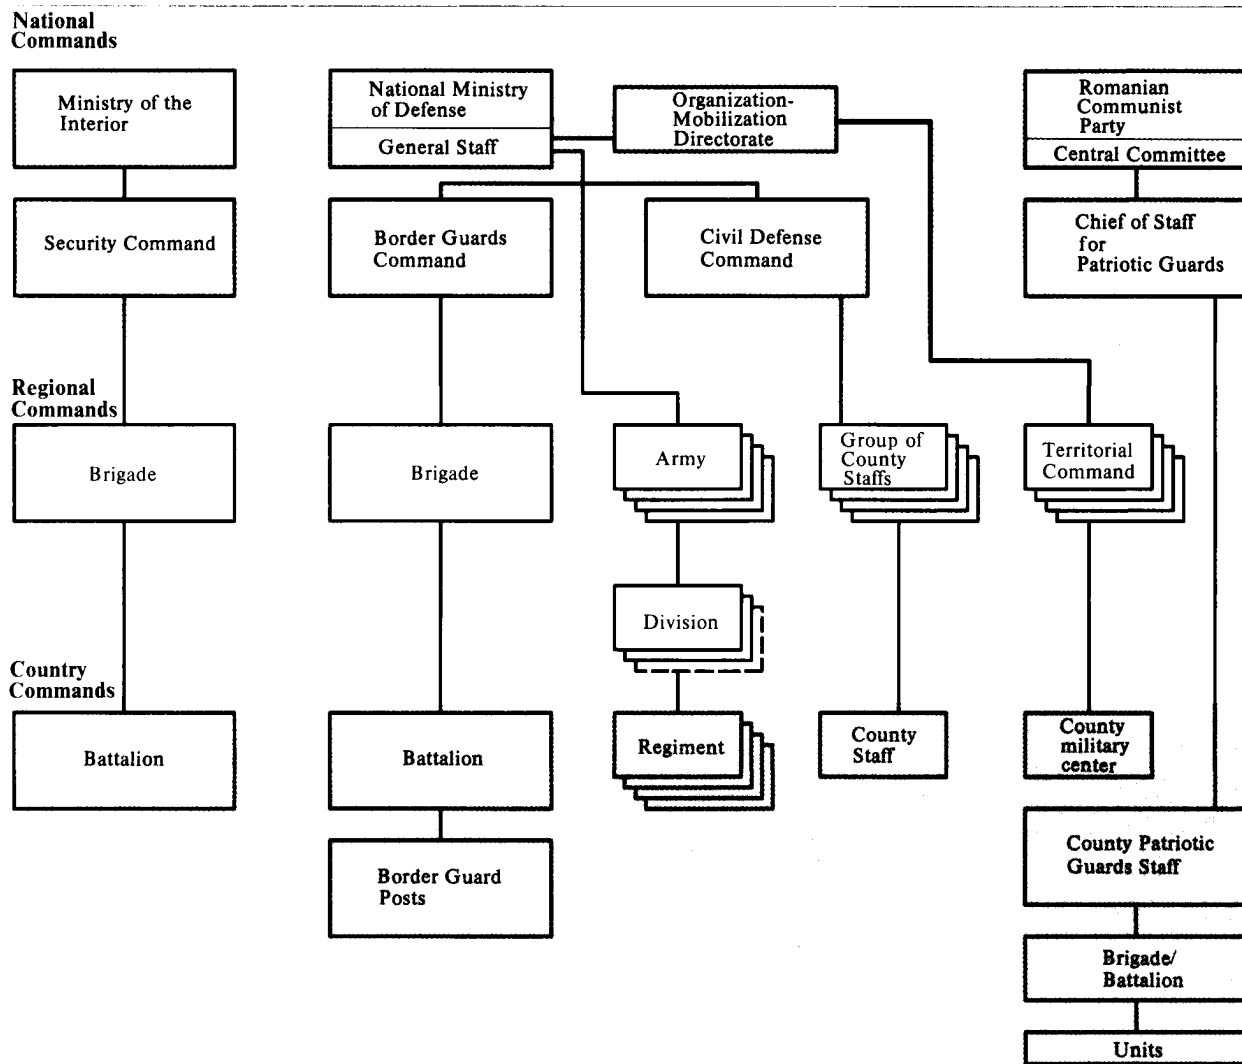 National
Commands
Ministry of the
Interior
National Ministry
of Defense
General Staff
Organization-
Mobilization
Directorate
Romanian
Communist
Party
Central Committee
Security Command
Border Guards
Command
Civil Defense
Command
Chief of Staff
for
Patriotic Guards
Regional
Commands
Brigade
Brigade
Army
Group of
County
Staffs
Territorial
Command
Division
Country
Commands
Battalion
Battalion
Regiment
County
Staff
County
military
center
Border Guard
Posts
County Patriotic
Guards Staff
Brigade/
Battalion
Units